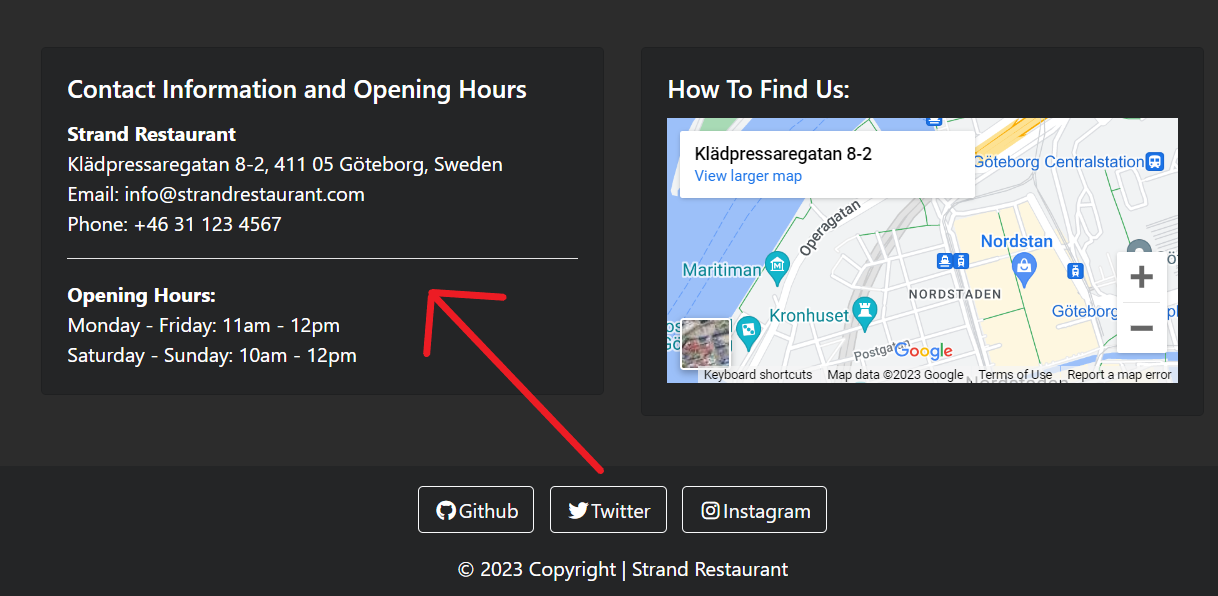 Contact Information and Opening Hours
Strand Restaurant
Klädpressaregatan 8-2, 411 05 Göteborg, Sweden
Email: info@strandrestaurant.com
Phone: +46 31 123 4567
Opening Hours:
Monday - Friday: 11am - 12pm
Saturday - Sunday: 10am - 12pm
How To Find Us:
Klädpressaregatan 8-2
View larger map
Göteborg Centralstation
Operagatan
Nordstan
Maritiman
NORDSTADEN
Kronhuset
Göteborg
Postgatan
Google
Keyboard shortcuts
Map data ©2023 Google
Terms of Use
Report a map error
Nordstaden
Github
Twitter
Instagram
© 2023 Copyright | Strand Restaurant